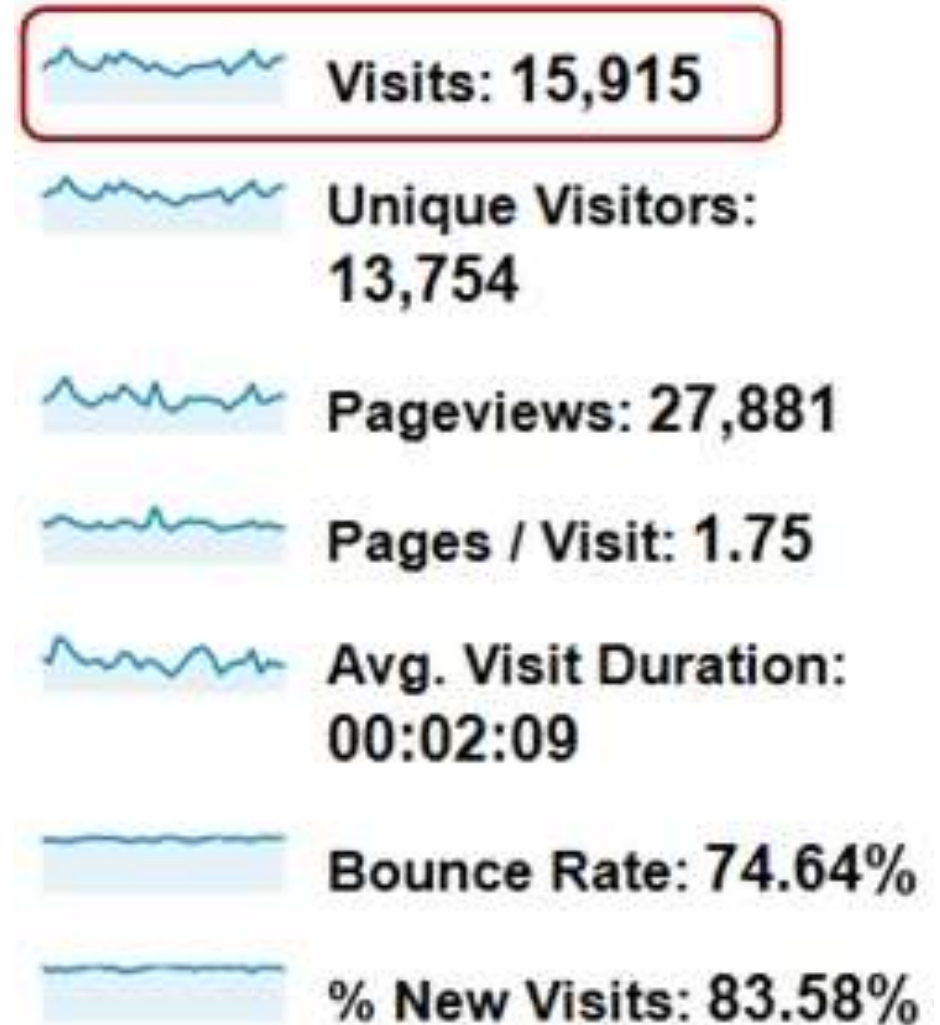 Visits: 15,915
Unique Visitors:
13,754
Pageviews: 27,881
Pages / Visit: 1.75
Avg. Visit Duration:
00:02:09
Bounce Rate: 74.64%
% New Visits: 83.58%